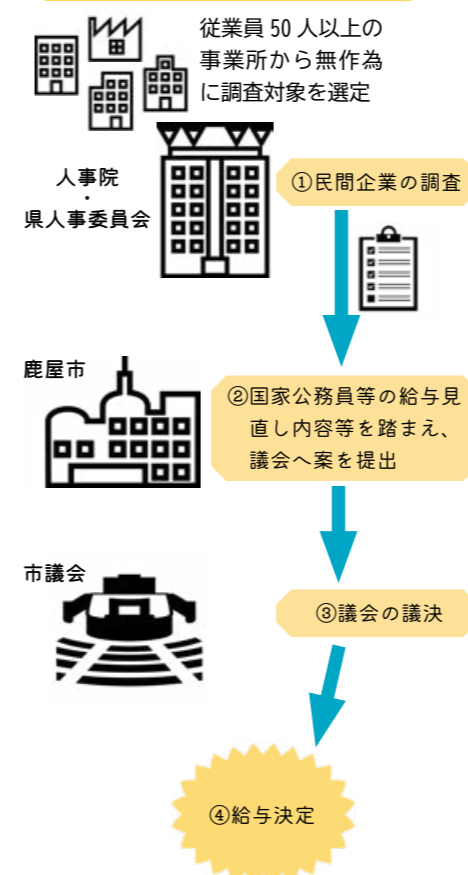 従業員 50 人以上の
事業所から無作為
に調査対象を選定
人事院
・
県人事委員会
①民間企業の調査
鹿屋市
②国家公務員等の給与見
直し内容等を踏まえ、
議会へ案を提出
市議会
③議会の議決
④給与決定